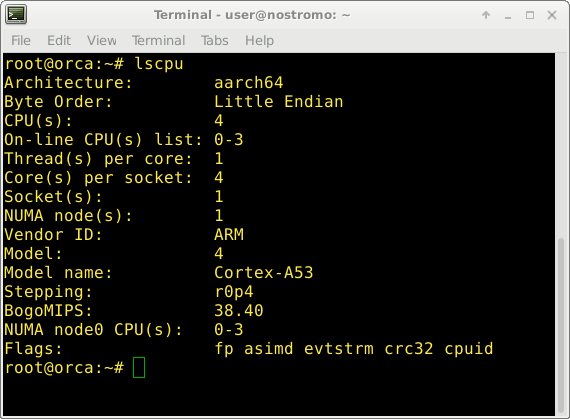 Terminal - user@nostromo: ~
File Edit View Terminal Tabs Help
root@orca:~# lscpu
Architecture: aarch64
Byte Order: Little Endian
CPU(s): 4
On-line CPU(s) list: 0-3
Thread(s) per core: 1
Core(s) per socket: 4
Socket(s): 1
NUMA node(s): 1
Vendor ID: ARM
Model: 4
Model name: Cortex-A53
Stepping: r0p4
BogoMIPS: 38.40
NUMA node0 CPU(s): 0-3
Flags: fp asimd evtstrm crc32 cpuid
root@orca:~#